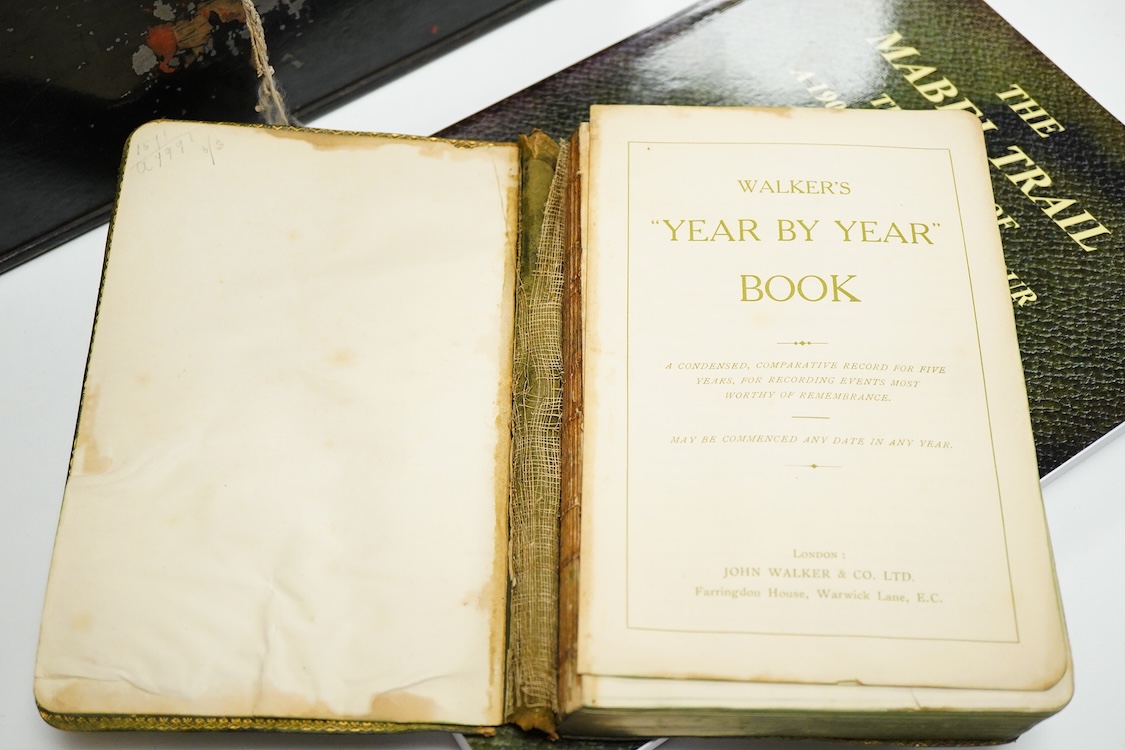 WALKER'S
"YEAR BY YEAR"
BOOK
A CONDENSED, COMPARATIVE RECORD FOR FIVE
YEARS, FOR RECORDING EVENTS MOST
WORTHY OF REMEMBRANCE.
MAY BE COMMENCED ANY DATE IN ANY YEAR.
London :
JOHN WALKER & CO. LTD.
Farringdon House, Warwick Lane, E.C.
THE
MABEL TRAIL
OF